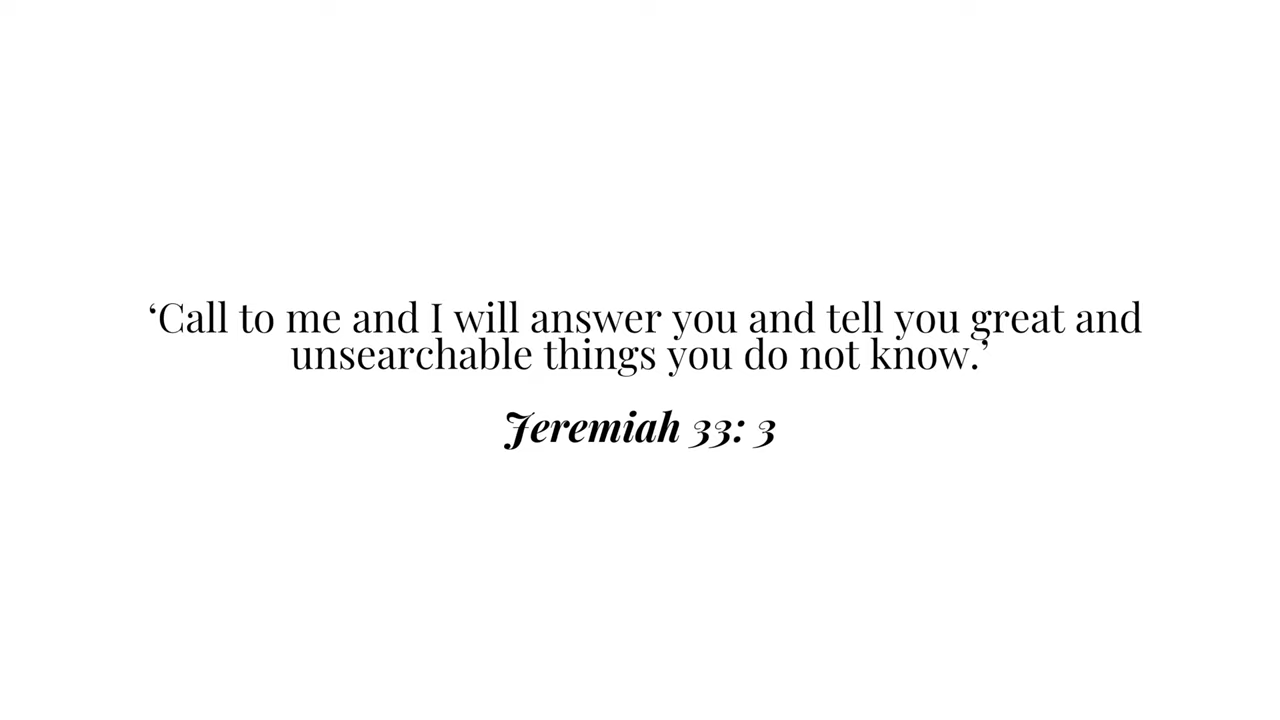 ‘Call to me and I will answer you and tell you great and
unsearchable things you do not know.’
Jeremiah 33: 3